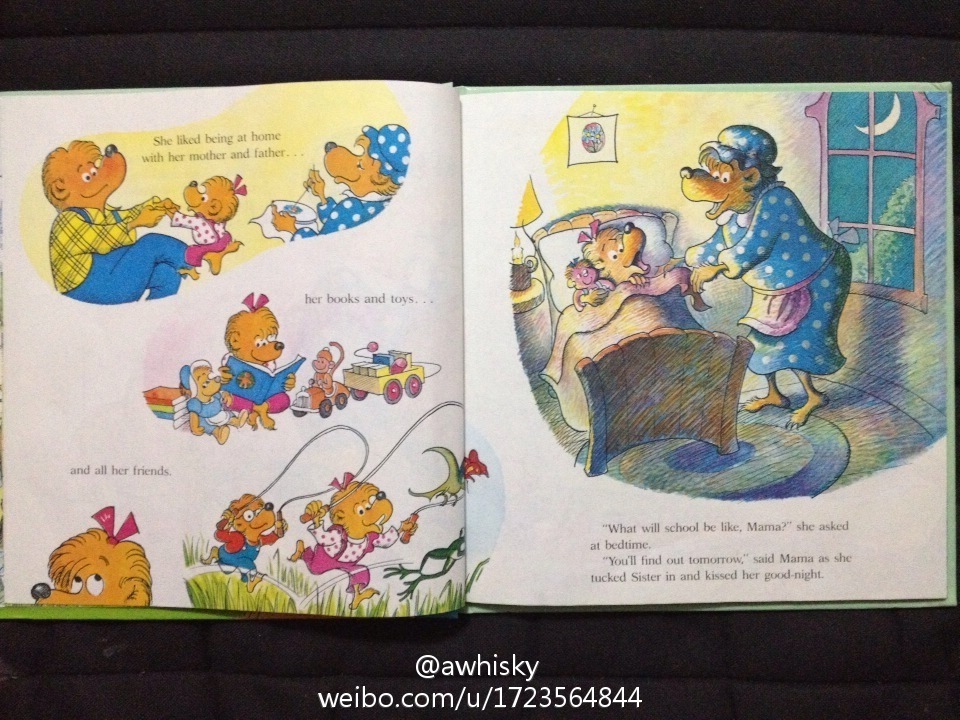 She liked being at home
with her mother and father. . .
her books and toys. . .
and all her friends.
"What will school be like, Mama?" she asked
at bedtime.
"You'll find out tomorrow," said Mama as she
tucked Sister in and kissed her good-night.
@awhisky
weibo.com/u/1723564844